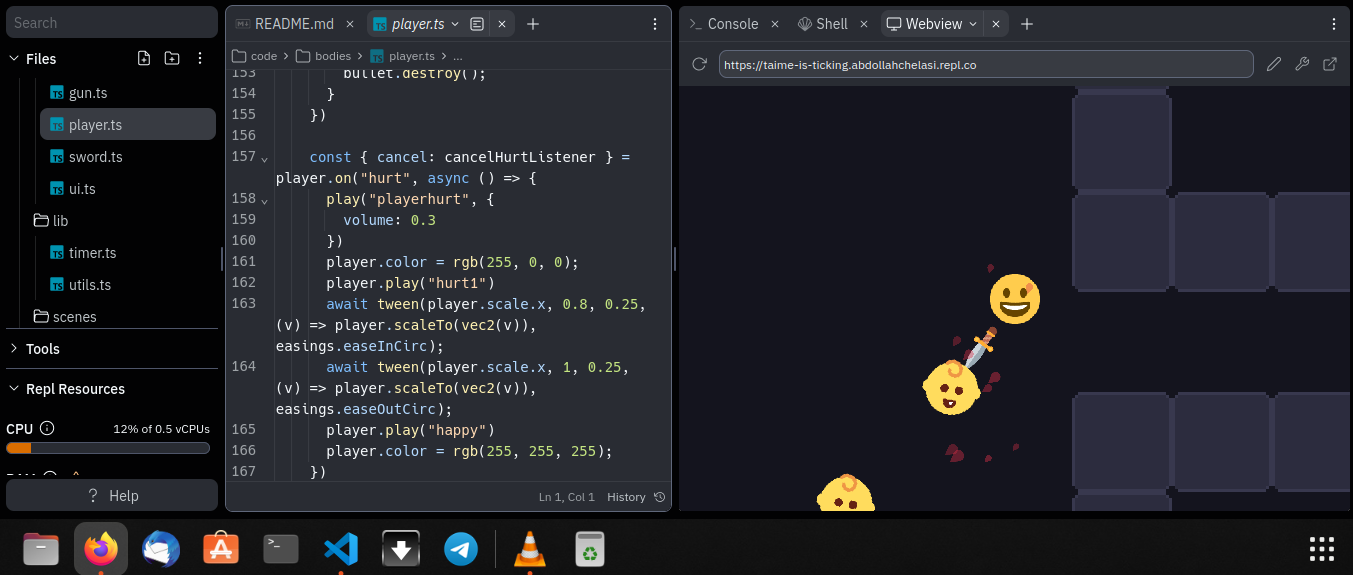 Search
Files
gun.ts
player.ts
sword.ts
ui.ts
lib
timer.ts
utils.ts
scenes
Tools
Repl Resources
CPU 12% of 0.5 vCPUs
? Help
README.md × player.ts ×
code > bodies > player.ts > ...
153 bullet.destroy();
154 }
155 })
156
157 const { cancel: cancelHurtListener } =
player.on("hurt", async () => {
158 play("playerhurt", {
159 volume: 0.3
160 })
161 player.color = rgb(255, 0, 0);
162 player.play("hurt1")
163 await tween(player.scale.x, 0.8, 0.25,
(v) => player.scaleTo(vec2(v)),
easings.easeInCirc);
164 await tween(player.scale.x, 1, 0.25,
(v) => player.scaleTo(vec2(v)),
easings.easeOutCirc);
165 player.play("happy")
166 player.color = rgb(255, 255, 255);
167 })
Ln 1, Col 1 History
Console × Shell × Webview ×
https://taime-is-ticking.abdollahchelasi.repl.co